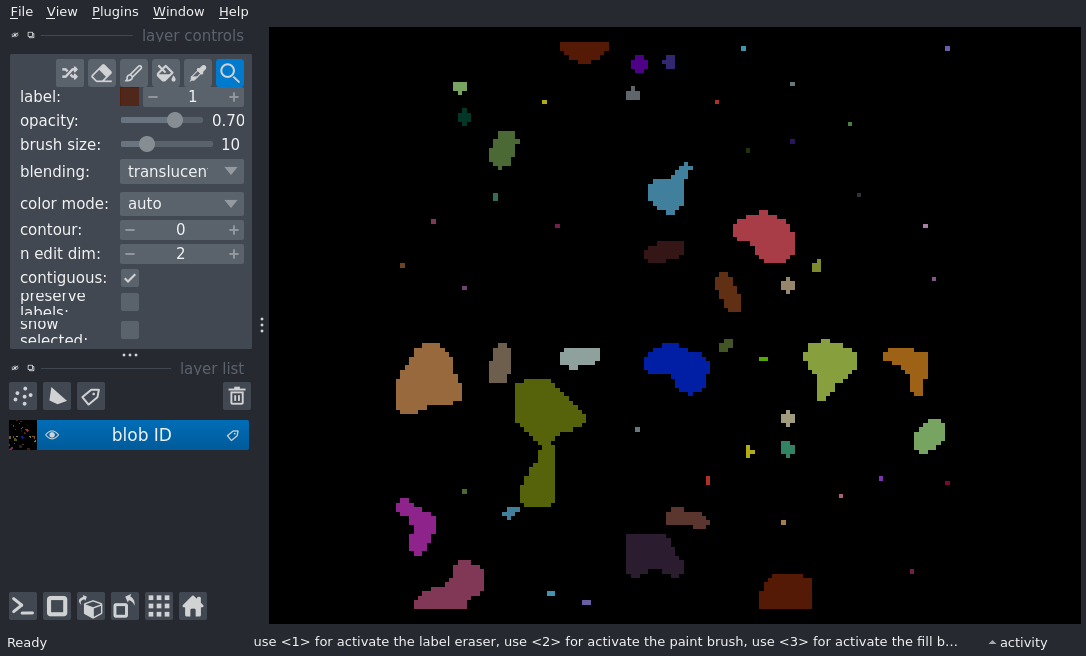 File View Plugins Window Help
layer controls
label: 1
opacity: 0.70
brush size: 10
blending: translucen
color mode: auto
contour: 0
n edit dim: 2
contiguous:
preserve
labels:
show
selected:
layer list
blob ID
Ready use <1> for activate the label eraser, use <2> for activate the paint brush, use <3> for activate the fill b... activity